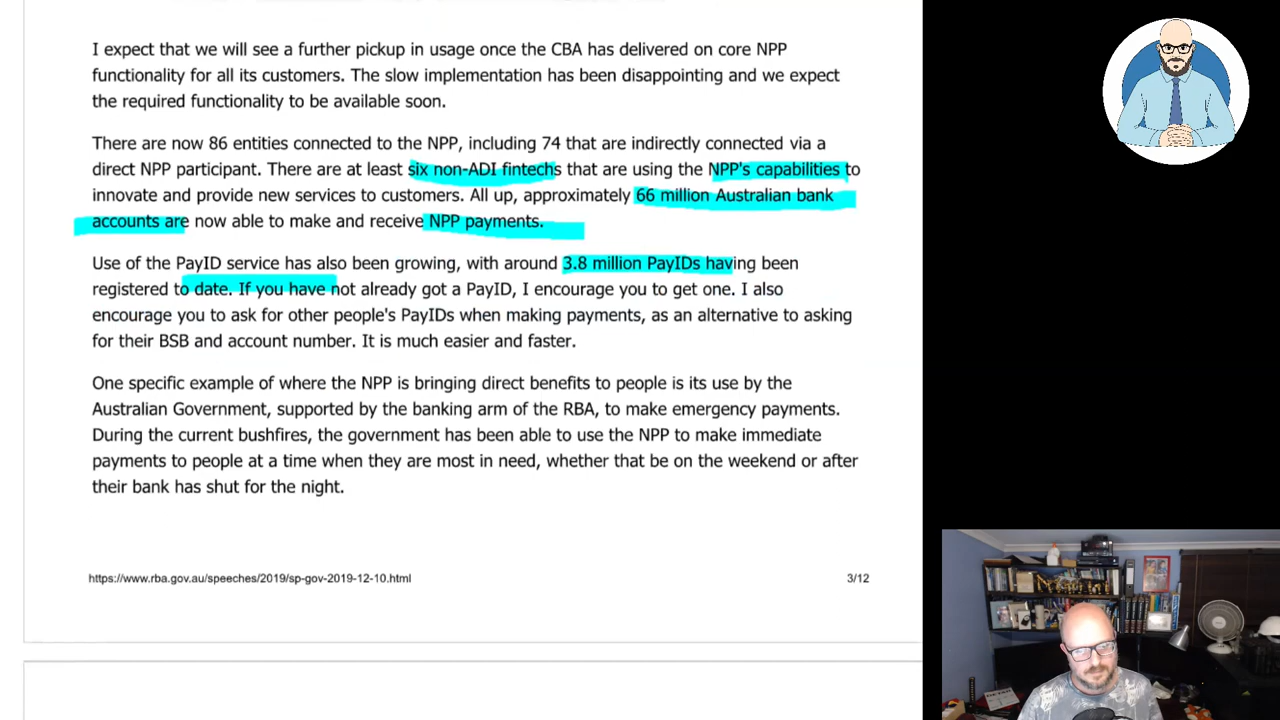 I expect that we will see a further pickup in usage once the CBA has delivered on core NPP
functionality for all its customers. The slow implementation has been disappointing and we expect
the required functionality to be available soon.
There are now 86 entities connected to the NPP, including 74 that are indirectly connected via a
direct NPP participant. There are at least six non-ADI fintechs that are using the NPP's capabilities to
innovate and provide new services to customers. All up, approximately 66 million Australian bank
accounts are now able to make and receive NPP payments.
Use of the PayID service has also been growing, with around 3.8 million PayIDs having been
registered to date. If you have not already got a PayID, I encourage you to get one. I also
encourage you to ask for other people's PayIDs when making payments, as an alternative to asking
for their BSB and account number. It is much easier and faster.
One specific example of where the NPP is bringing direct benefits to people is its use by the
Australian Government, supported by the banking arm of the RBA, to make emergency payments.
During the current bushfires, the government has been able to use the NPP to make immediate
payments to people at a time when they are most in need, whether that be on the weekend or after
their bank has shut for the night.
https://www.rba.gov.au/speeches/2019/sp-gov-2019-12-10.html 3/12